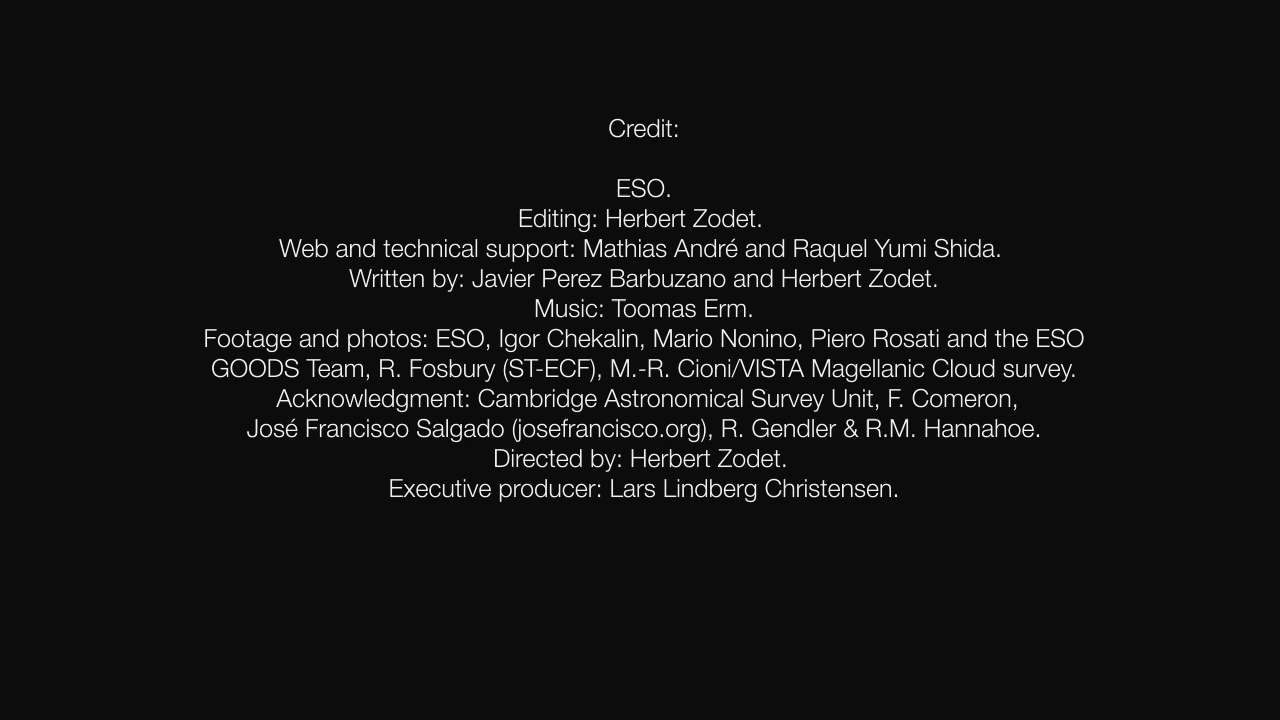 Credit:
ESO.
Editing: Herbert Zodet.
Web and technical support: Mathias André and Raquel Yumi Shida.
Written by: Javier Perez Barbuzano and Herbert Zodet.
Music: Toomas Erm.
Footage and photos: ESO, Igor Chekalin, Mario Nonino, Piero Rosati and the ESO
GOODS Team, R. Fosbury (ST-ECF), M.-R. Cioni/VISTA Magellanic Cloud survey.
Acknowledgment: Cambridge Astronomical Survey Unit, F. Comeron,
José Francisco Salgado (josefrancisco.org), R. Gendler & R.M. Hannahoe.
Directed by: Herbert Zodet.
Executive producer: Lars Lindberg Christensen.